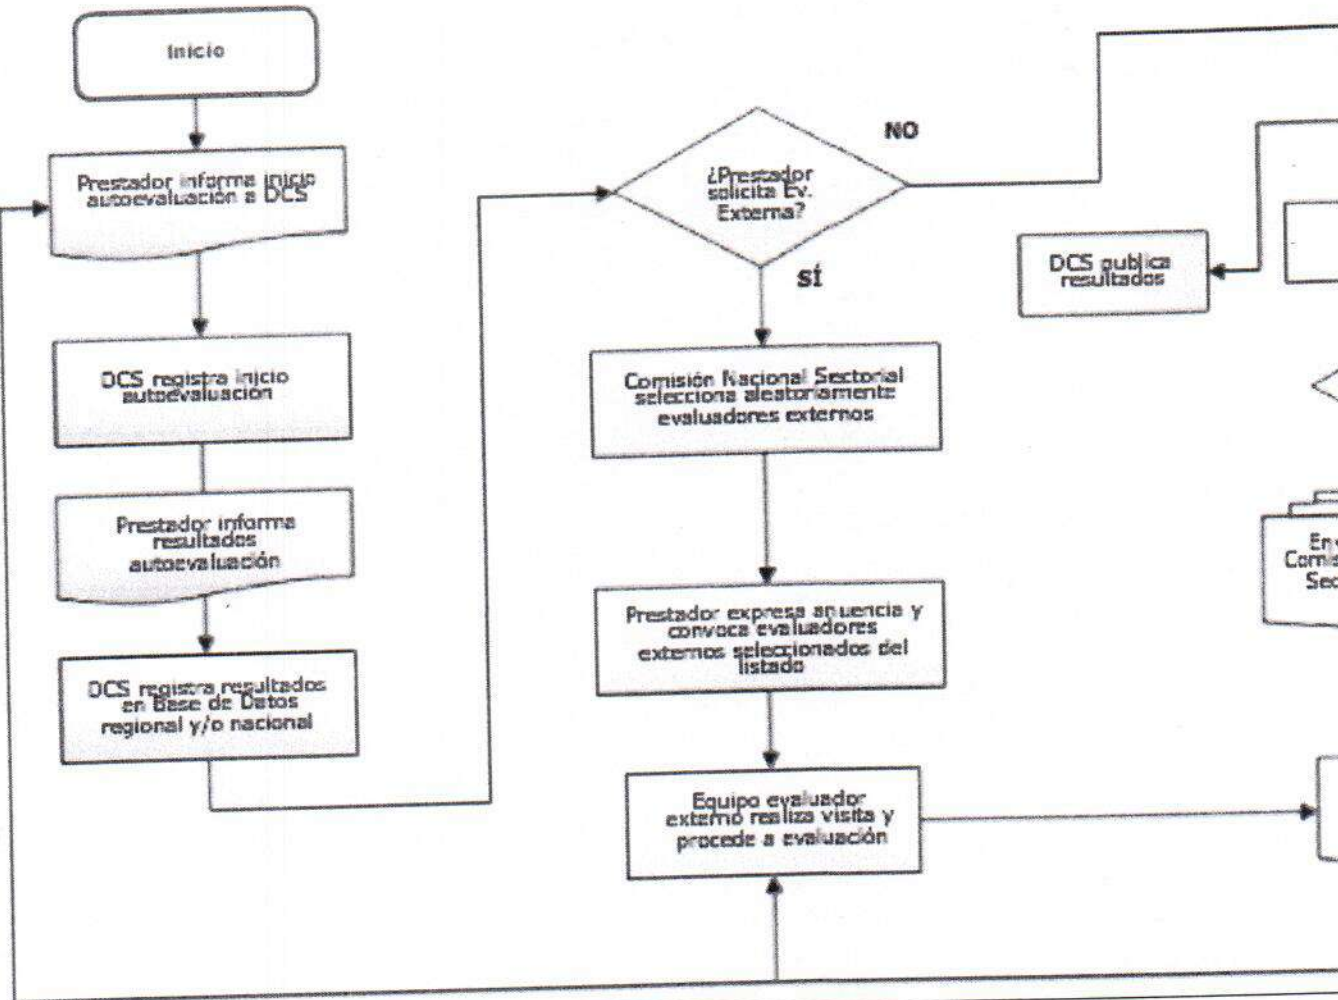 Inicio
Prestador informa inicio
autoevaluación a DCS
DCS registra inicio
autoevaluación
Prestador informa
resultados
autoevaluación
DCS registra resultados
en Base de Datos
regional y/o nacional
¿Prestador
solicita Ev.
Externa?
NO
SÍ
Comisión Nacional Sectorial
selecciona aleatoriamente
evaluadores externos
Prestador expresa anuencia y
convoca evaluadores
externos seleccionados del
listado
Equipo evaluador
externo realiza visita y
procede a evaluación
DCS publica
resultados